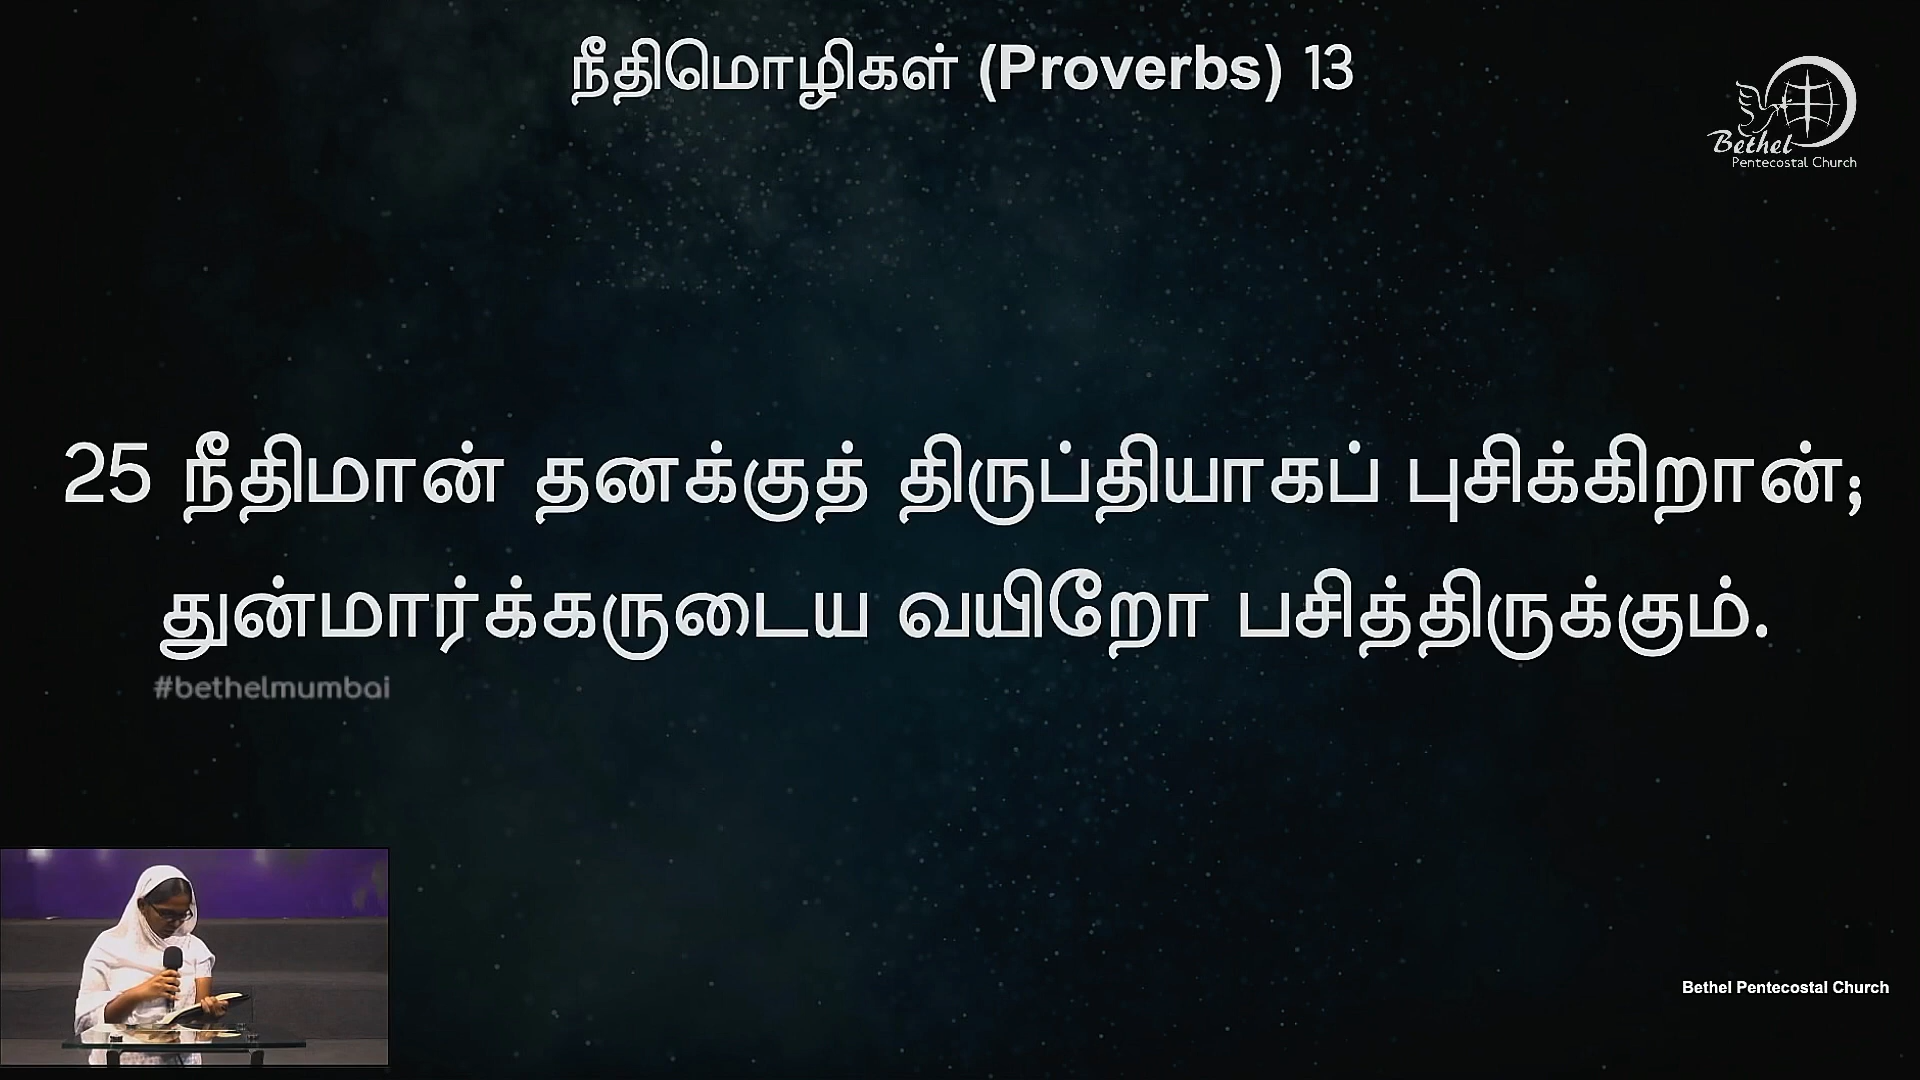 நீதிமொழிகள் (Proverbs) 13
Bethel
Pentecostal Church
25 நீதிமான் தனக்குத் திருப்தியாகப் புசிக்கிறான்;
துன்மார்க்கருடைய வயிறோ பசித்திருக்கும்.
#bethelmumbai
Bethel Pentecostal Church